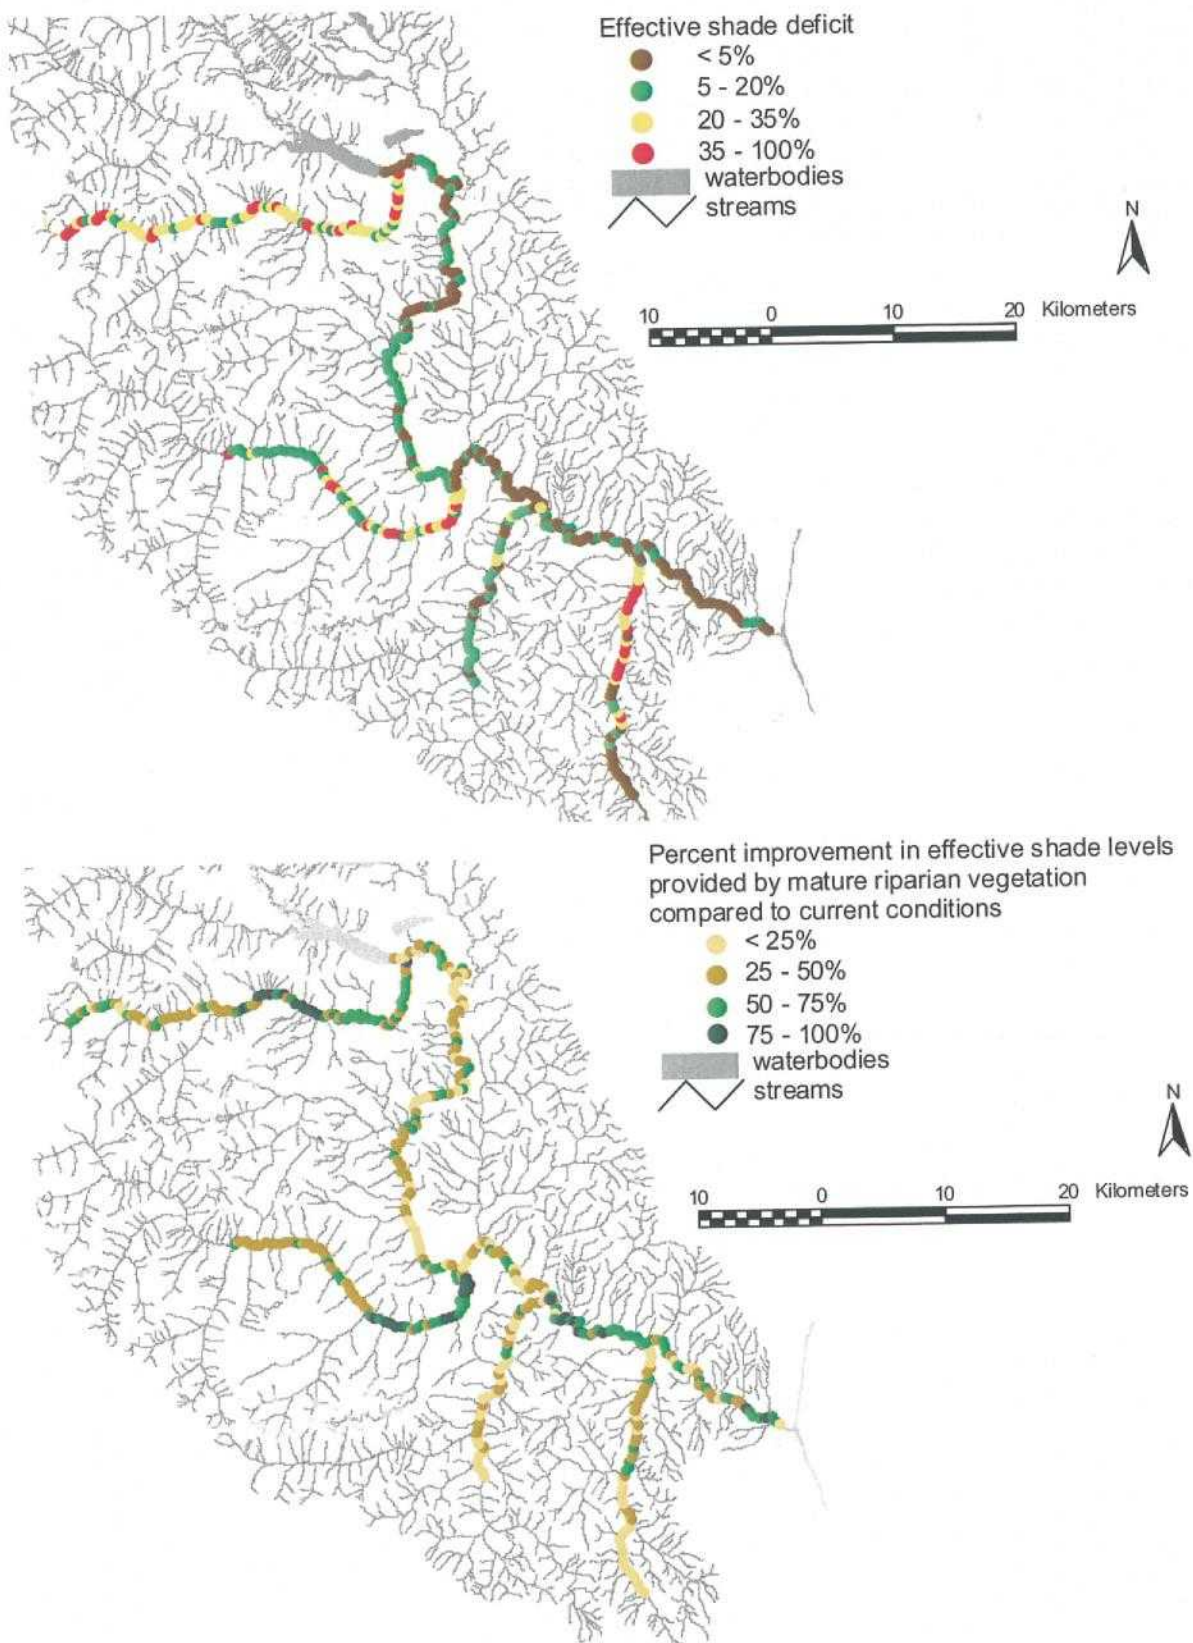 Effective shade deficit
< 5%
5 - 20%
20 - 35%
35 - 100%
waterbodies
streams
N
10 0 10 20 Kilometers
Percent improvement in effective shade levels
provided by mature riparian vegetation
compared to current conditions
< 25%
25 - 50%
50 - 75%
75 - 100%
waterbodies
streams
N
10 0 10 20 Kilometers